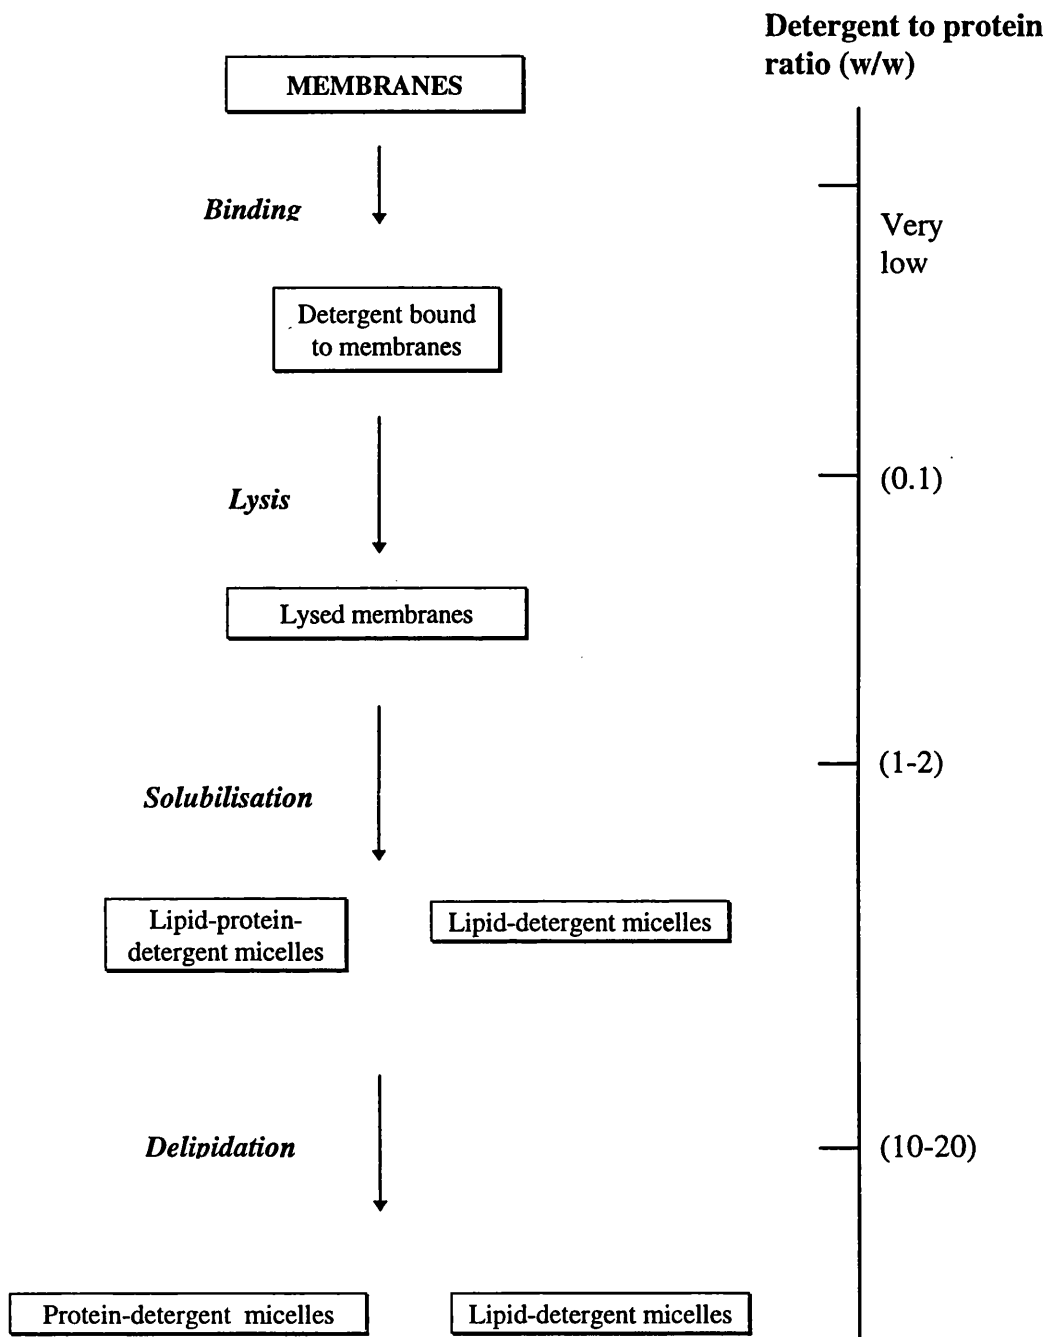 Detergent to protein
ratio (w/w)
MEMBRANES
Binding
Very
low
Detergent bound
to membranes
(0.1)
Lysis
Lysed membranes
(1-2)
Solubilisation
Lipid-protein-
detergent micelles
Lipid-detergent micelles
Delipidation
(10-20)
Protein-detergent micelles
Lipid-detergent micelles